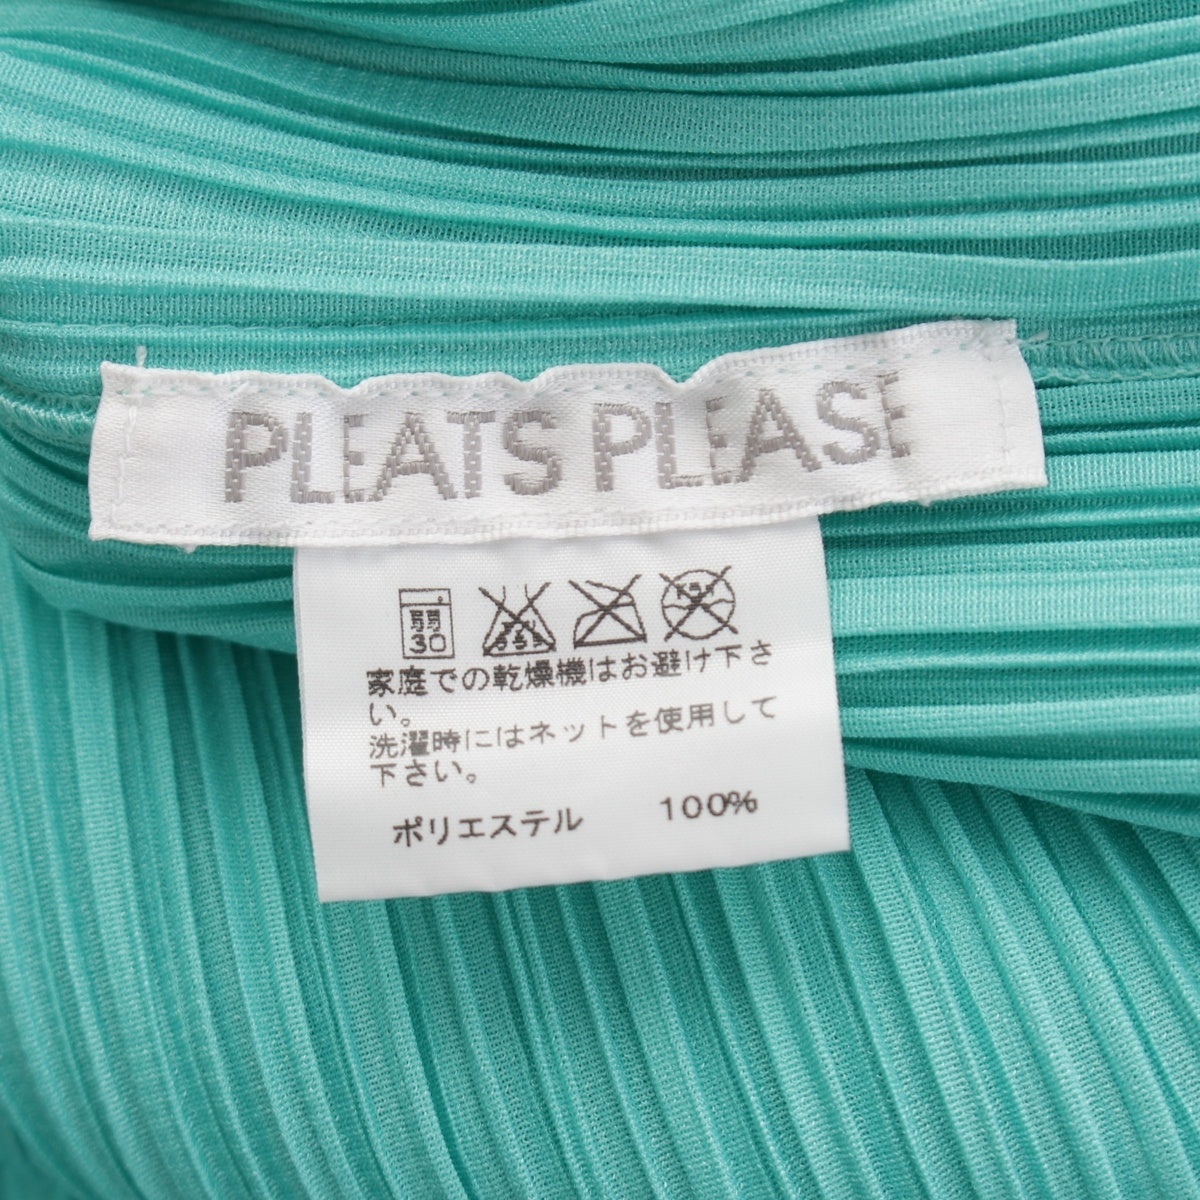 PLEATS PLEASE
弱
30
家庭での乾燥機はお避け下さ
い。
洗濯時にはネットを使用して
下さい。
ポリエステル 100%